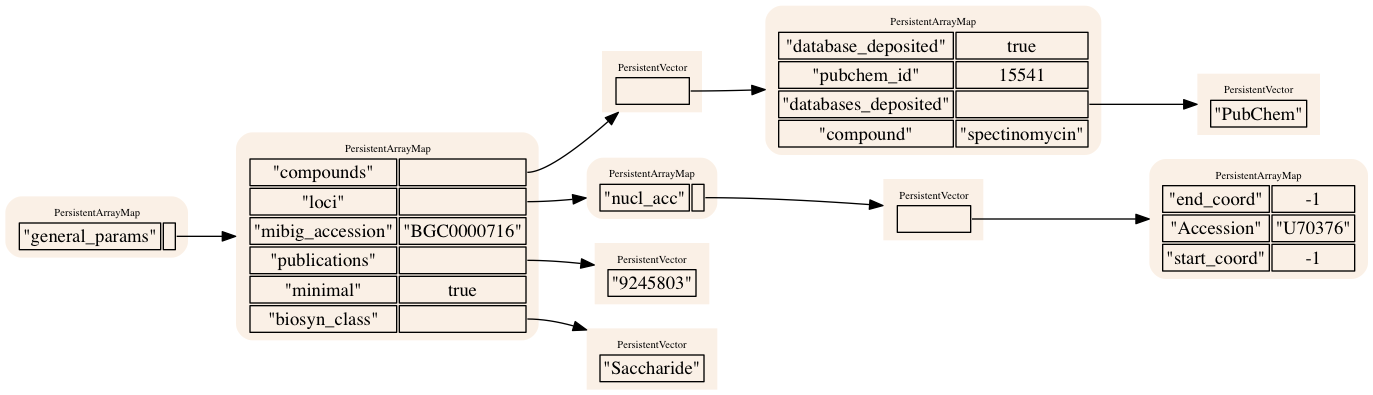 PersistentArrayMap
"general_params"
PersistentArrayMap
"compounds"
"loci"
"mibig_accession" "BGC0000716"
"publications"
"minimal" true
"biosyn_class"
PersistentVector
PersistentArrayMap
"database_deposited" true
"pubchem_id" 15541
"databases_deposited"
"compound" "spectinomycin"
PersistentVector
"PubChem"
PersistentArrayMap
"nucl_acc"
PersistentVector
PersistentArrayMap
"end_coord" -1
"Accession" "U70376"
"start_coord" -1
PersistentVector
"9245803"
PersistentVector
"Saccharide"